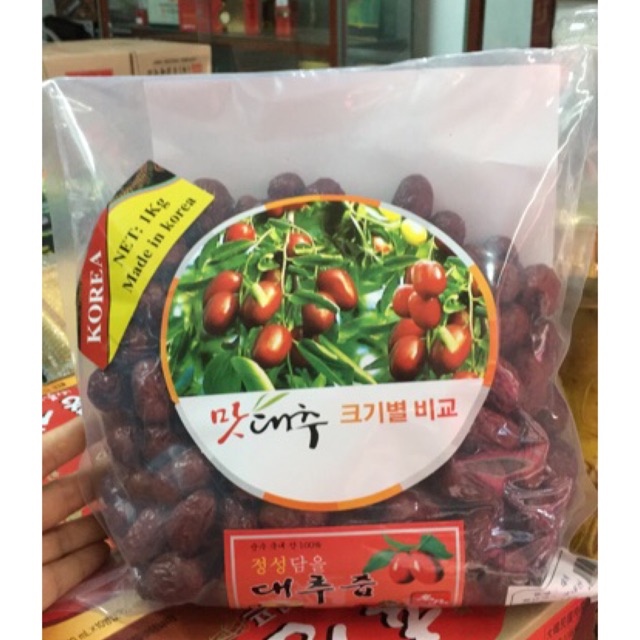 KOREA
NET: 1Kg
Made in korea
맛대추 크기별 비교
정성담을
대추즙